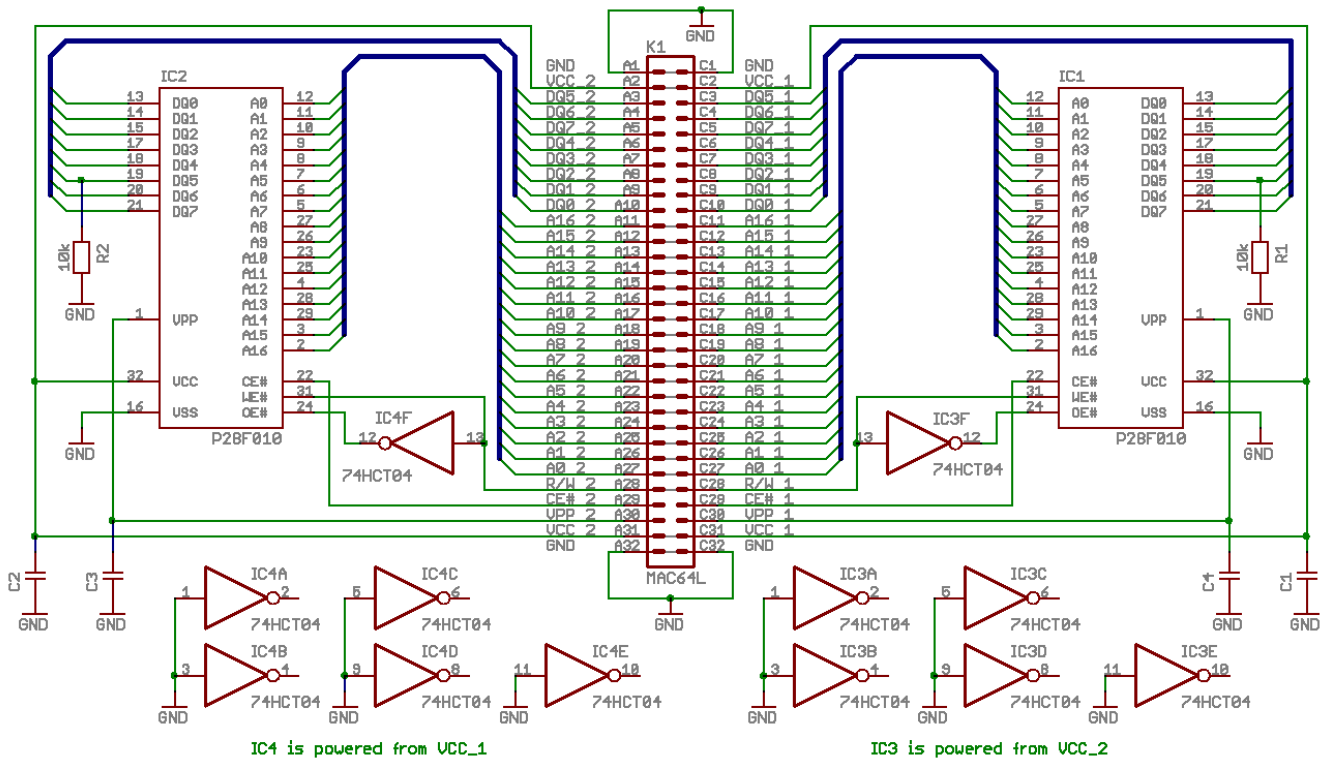 GND
K1
IC2
IC1
GND A1 C1 GND
VCC_2 A2 C2 VCC_1
DQ5_2 A3 C3 DQ5_1
DQ6_2 A4 C4 DQ6_1
DQ7_2 A5 C5 DQ7_1
DQ4_2 A6 C6 DQ4_1
DQ3_2 A7 C7 DQ3_1
DQ2_2 A8 C8 DQ2_1
DQ1_2 A9 C9 DQ1_1
DQ0_2 A10 C10 DQ0_1
A16_2 A11 C11 A16_1
A15_2 A12 C12 A15_1
A14_2 A13 C13 A14_1
A13_2 A14 C14 A13_1
A12_2 A15 C15 A12_1
A11_2 A16 C16 A11_1
A10_2 A17 C17 A10_1
A9_2 A18 C18 A9_1
A8_2 A19 C19 A8_1
A7_2 A20 C20 A7_1
A6_2 A21 C21 A6_1
A5_2 A22 C22 A5_1
A4_2 A23 C23 A4_1
A3_2 A24 C24 A3_1
A2_2 A25 C25 A2_1
A1_2 A26 C26 A1_1
A0_2 A27 C27 A0_1
R/W_2 A28 C28 R/W_1
CE#_2 A29 C29 CE#_1
VPP_2 A30 C30 VPP_1
VCC_2 A31 C31 VCC_1
GND A32 C32 GND
MAC64L
GND
13 DQ0 A0 12
14 DQ1 A1 11
15 DQ2 A2 10
17 DQ3 A3 9
18 DQ4 A4 8
19 DQ5 A5 7
20 DQ6 A6 6
21 DQ7 A7 5
A8 27
A9 26
A10 23
A11 25
A12 4
A13 28
1 VPP A14 29
A15 3
A16 2
32 VCC CE# 22
WE# 31
16 VSS OE# 24
P28F010
10k R2
GND
GND
IC4F
12 13
74HCT04
12 A0 DQ0 13
11 A1 DQ1 14
10 A2 DQ2 15
9 A3 DQ3 17
8 A4 DQ4 18
7 A5 DQ5 19
6 A6 DQ6 20
5 A7 DQ7 21
27 A8
26 A9
23 A10
25 A11
4 A12
28 A13
29 A14 VPP 1
3 A15
2 A16
22 CE# VCC 32
31 WE#
24 OE# VSS 16
P28F010
10k R1
GND
GND
IC3F
13 12
74HCT04
C2 C3
GND GND
C4 C1
GND GND
IC4A
1 2
74HCT04
IC4C
5 6
74HCT04
IC3A
1 2
74HCT04
IC3C
5 6
74HCT04
IC4B
3 4
74HCT04
GND
IC4D
9 8
74HCT04
GND
IC4E
11 10
74HCT04
GND
IC3B
3 4
74HCT04
GND
IC3D
9 8
74HCT04
GND
IC3E
11 10
74HCT04
GND
IC4 is powered from VCC_1
IC3 is powered from VCC_2